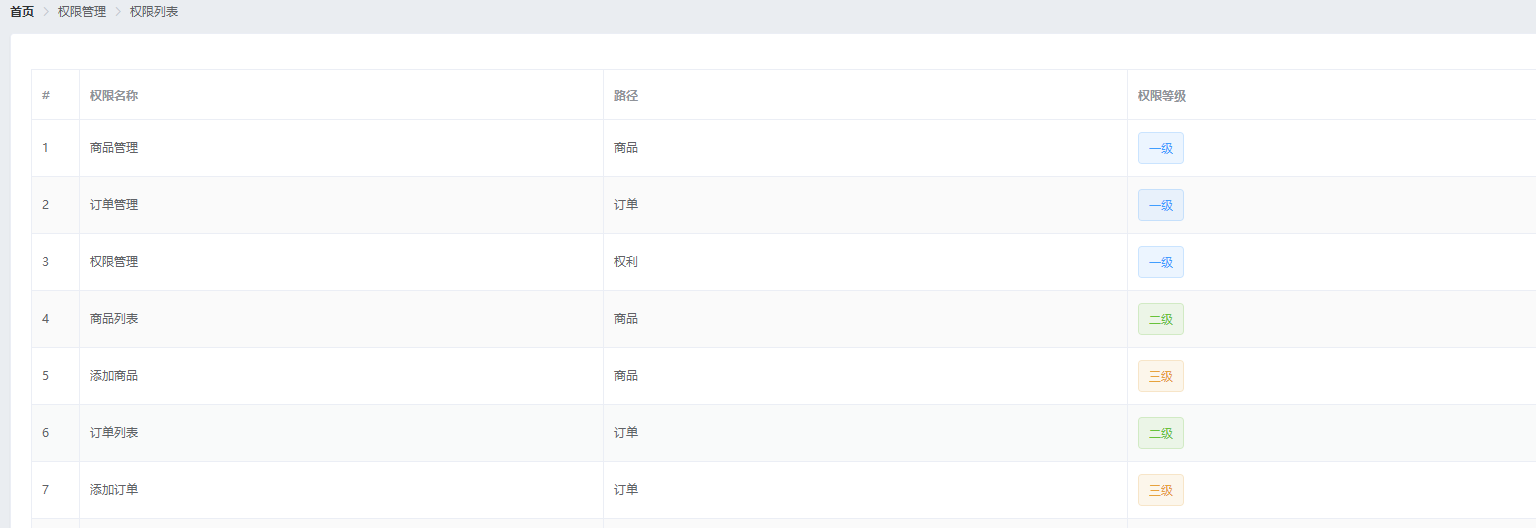 首页 > 权限管理 > 权限列表
# 权限名称 路径 权限等级
1 商品管理 商品 一级
2 订单管理 订单 一级
3 权限管理 权利 一级
4 商品列表 商品 二级
5 添加商品 商品 三级
6 订单列表 订单 二级
7 添加订单 订单 三级